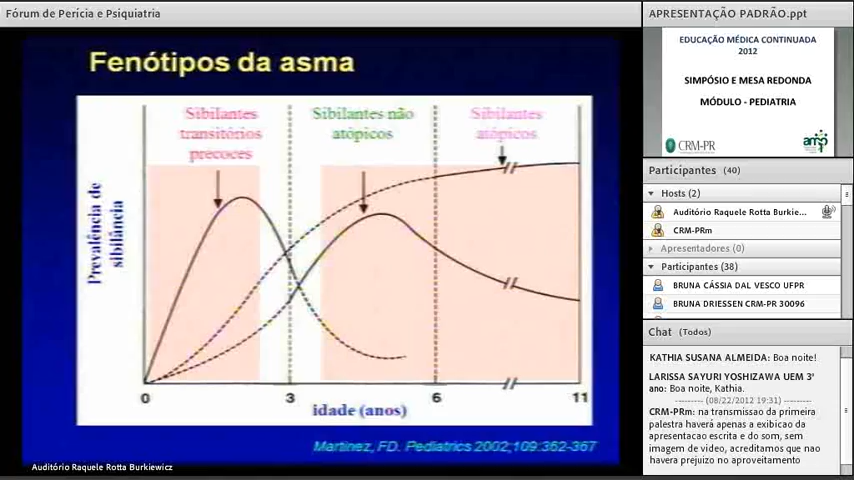 Fórum de Perícia e Psiquiatria
Fenótipos da asma
Sibilantes
transitórios
precoces
Sibilantes não
atópicos
Sibilantes
atópicos
Prevalência de
sibilância
0
3
6
11
idade (anos)
Martinez, FD. Pediatrics 2002;109:362-367
Auditório Raquele Rotta Burkiewicz
APRESENTAÇÃO PADRÃO.ppt
EDUCAÇÃO MÉDICA CONTINUADA
2012
SIMPÓSIO E MESA REDONDA
MÓDULO - PEDIATRIA
CRM-PR
amp
Participantes (40)
Hosts (2)
Auditório Raquele Rotta Burkie...
CRM-PRm
Apresentadores (0)
Participantes (38)
BRUNA CÁSSIA DAL VESCO UFPR
BRUNA DRIESSEN CRM-PR 30096
Chat (Todos)
KATHIA SUSANA ALMEIDA: Boa noite!
LARISSA SAYURI YOSHIZAWA UEM 3º
ano: Boa noite, Kathia.
--------- (08/22/2012 19:31) ---------
CRM-PRm: na transmissao da primeira
palestra haverá apenas a exibicao da
apresentacao escrita e do som, sem
imagem de video, acreditamos que nao
havera prejuizo no aproveitamento